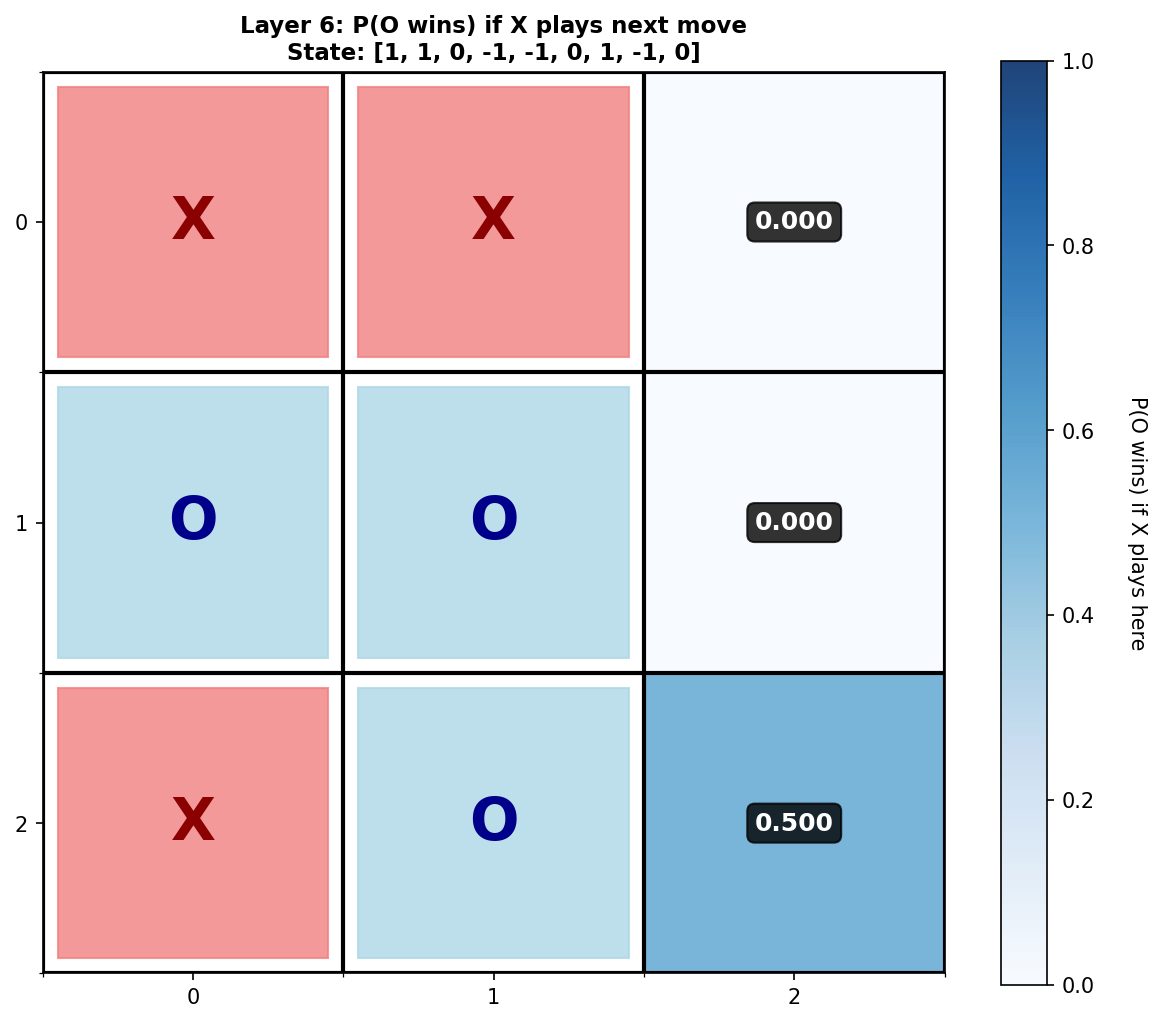 Layer 6: P(O wins) if X plays next move
State: [1, 1, 0, -1, -1, 0, 1, -1, 0]
0
X
X
0.000
1
O
O
0.000
2
X
O
0.500
0
1
2
1.0
0.8
0.6
0.4
0.2
0.0
P(O wins) if X plays here